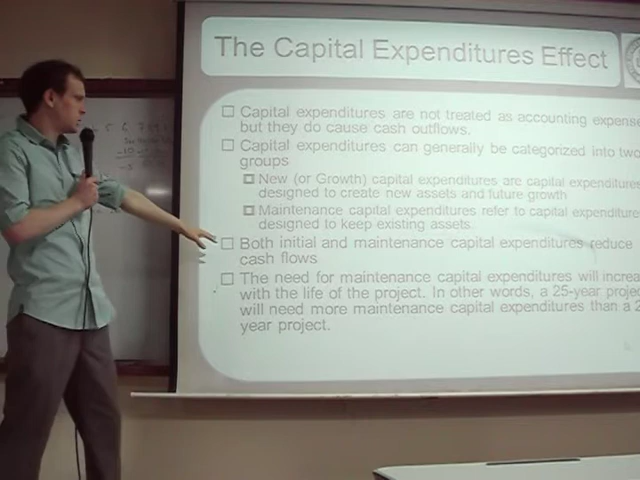 The Capital Expenditures Effect
Capital expenditures are not treated as accounting expense
but they do cause cash outflows.
Capital expenditures can generally be categorized into two
groups
New (or Growth) capital expenditures are capital expenditures
designed to create new assets and future growth
Maintenance capital expenditures refer to capital expenditure
designed to keep existing assets
Both initial and maintenance capital expenditures reduce
cash flows
The need for maintenance capital expenditures will increa
with the life of the project. In other words, a 25-year projec
will need more maintenance capital expenditures than a 2
year project.